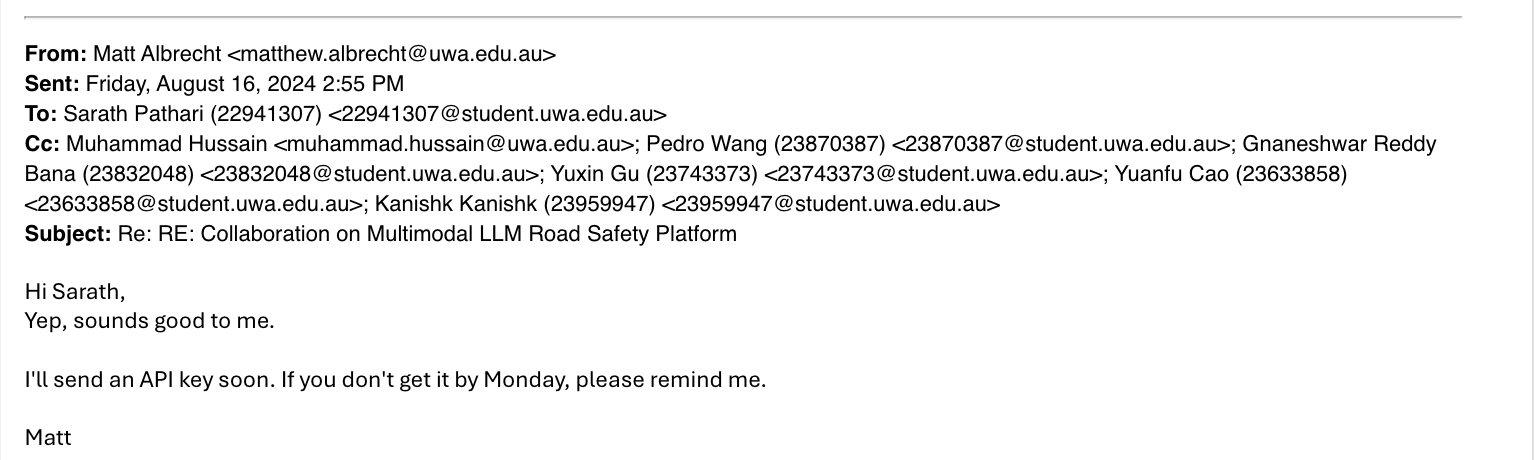 From: Matt Albrecht <matthew.albrecht@uwa.edu.au>
Sent: Friday, August 16, 2024 2:55 PM
To: Sarath Pathari (22941307) <22941307@student.uwa.edu.au>
Cc: Muhammad Hussain <muhammad.hussain@uwa.edu.au>; Pedro Wang (23870387) <23870387@student.uwa.edu.au>; Gnaneshwar Reddy
Bana (23832048) <23832048@student.uwa.edu.au>; Yuxin Gu (23743373) <23743373@student.uwa.edu.au>; Yuanfu Cao (23633858)
<23633858@student.uwa.edu.au>; Kanishk Kanishk (23959947) <23959947@student.uwa.edu.au>
Subject: Re: RE: Collaboration on Multimodal LLM Road Safety Platform
Hi Sarath,
Yep, sounds good to me.
I'll send an API key soon. If you don't get it by Monday, please remind me.
Matt